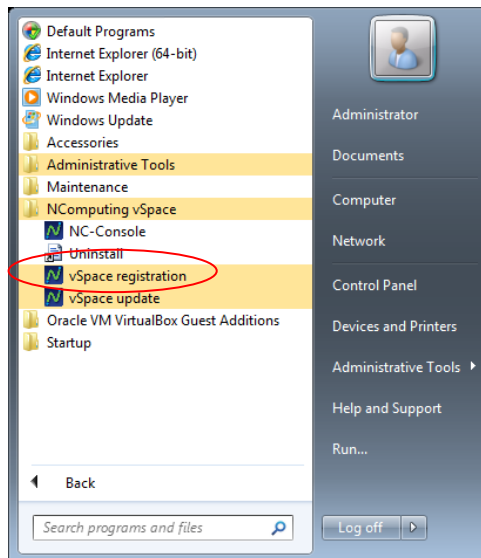 Default Programs
Internet Explorer (64-bit)
Internet Explorer
Windows Media Player
Windows Update
Accessories
Administrative Tools
Maintenance
NComputing vSpace
NC-Console
Uninstall
vSpace registration
vSpace update
Oracle VM VirtualBox Guest Additions
Startup
Back
Search programs and files
Administrator
Documents
Computer
Network
Control Panel
Devices and Printers
Administrative Tools
Help and Support
Run...
Log off